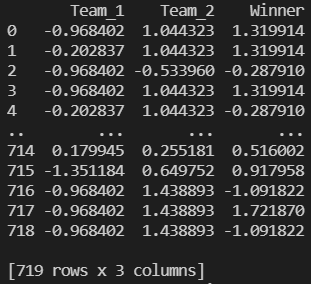 Team_1 Team_2 Winner
0 -0.968402 1.044323 1.319914
1 -0.202837 1.044323 1.319914
2 -0.968402 -0.533960 -0.287910
3 -0.968402 1.044323 1.319914
4 -0.202837 1.044323 -0.287910
.. ... ... ...
714 0.179945 0.255181 0.516002
715 -1.351184 0.649752 0.917958
716 -0.968402 1.438893 -1.091822
717 -0.968402 1.438893 1.721870
718 -0.968402 1.438893 -1.091822
[719 rows x 3 columns]